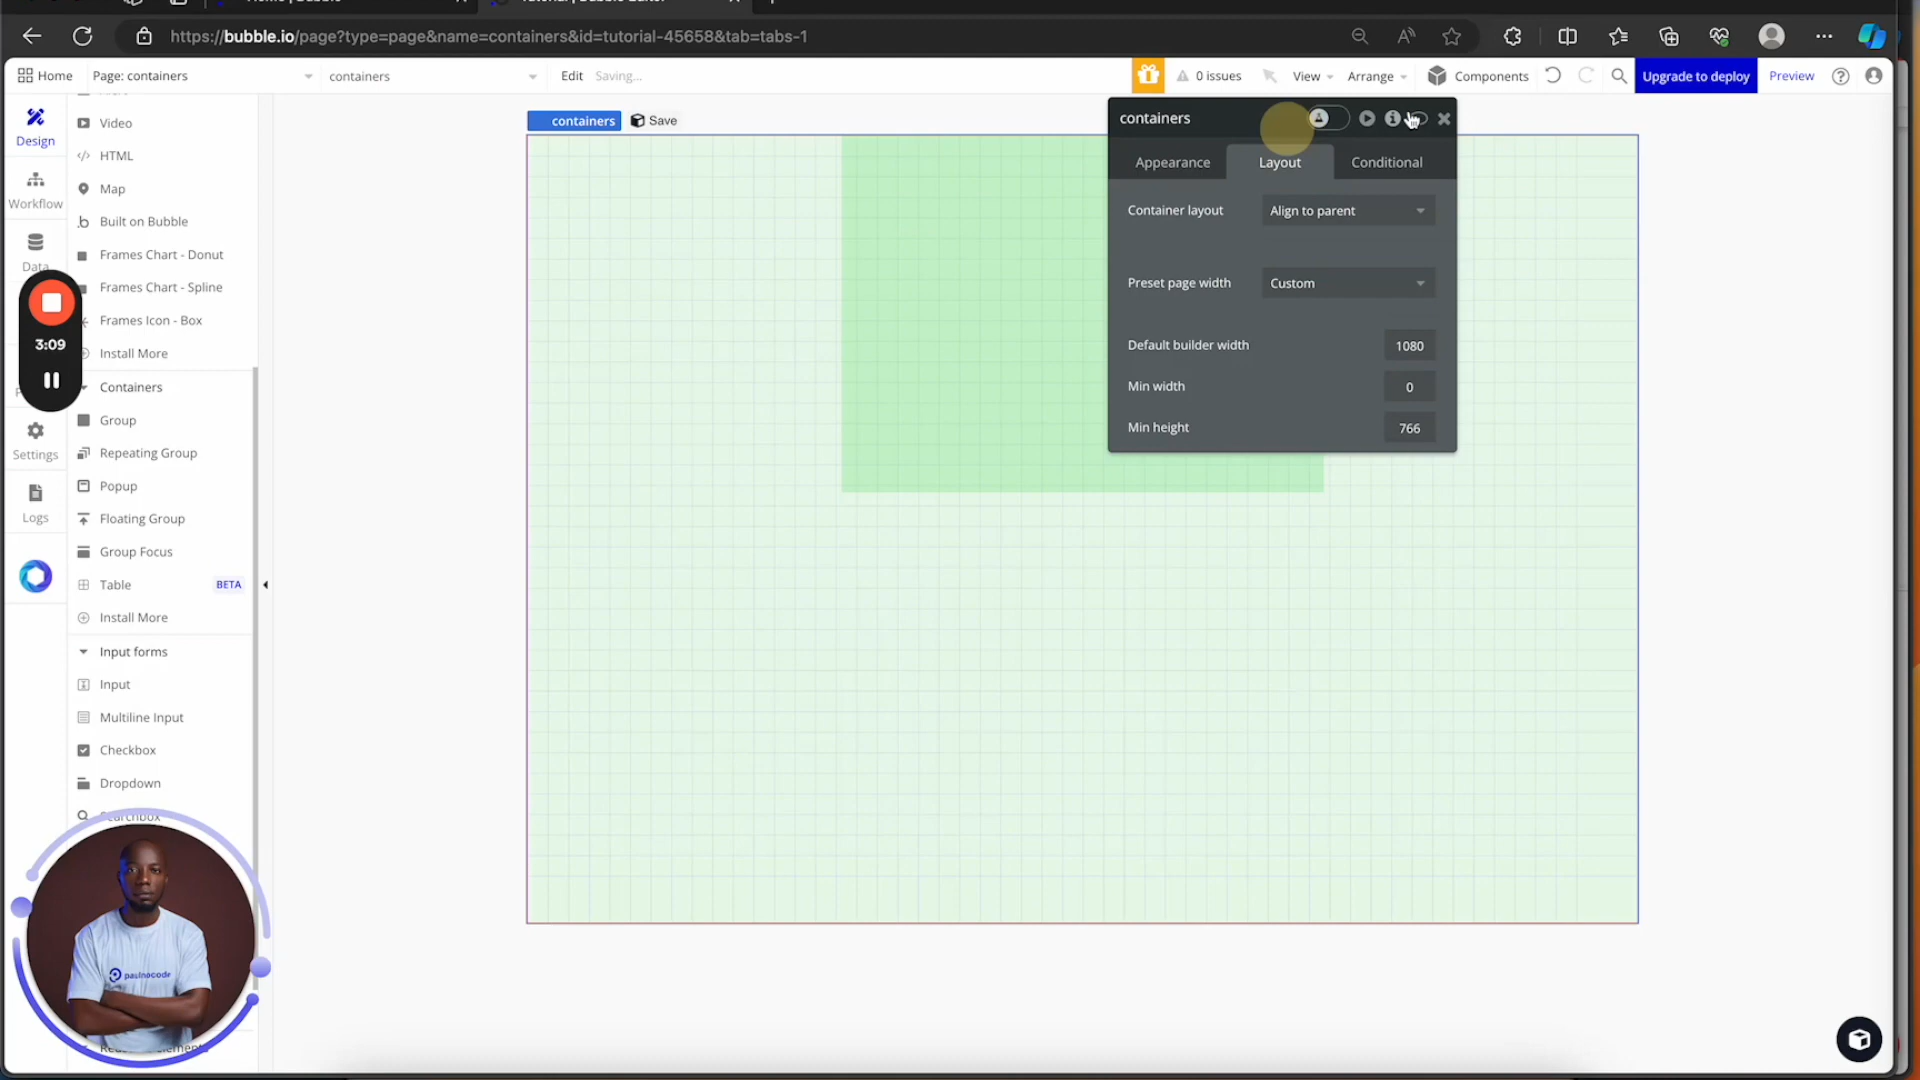 https://bubble.io/page?type=page&name=containers&id=tutorial-45658&tab=tabs-1
Home
Page: containers
containers
Edit
Saving...
0 issues
View
Arrange
Components
Upgrade to deploy
Preview
Design
Workflow
Data
Settings
Logs
3:09
Video
HTML
Map
Built on Bubble
Frames Chart - Donut
Frames Chart - Spline
Frames Icon - Box
Install More
Containers
Group
Repeating Group
Popup
Floating Group
Group Focus
Table
BETA
Install More
Input forms
Input
Multiline Input
Checkbox
Dropdown
paulnocode
containers
Save
containers
Appearance
Layout
Conditional
Container layout
Align to parent
Preset page width
Custom
Default builder width
1080
Min width
0
Min height
766